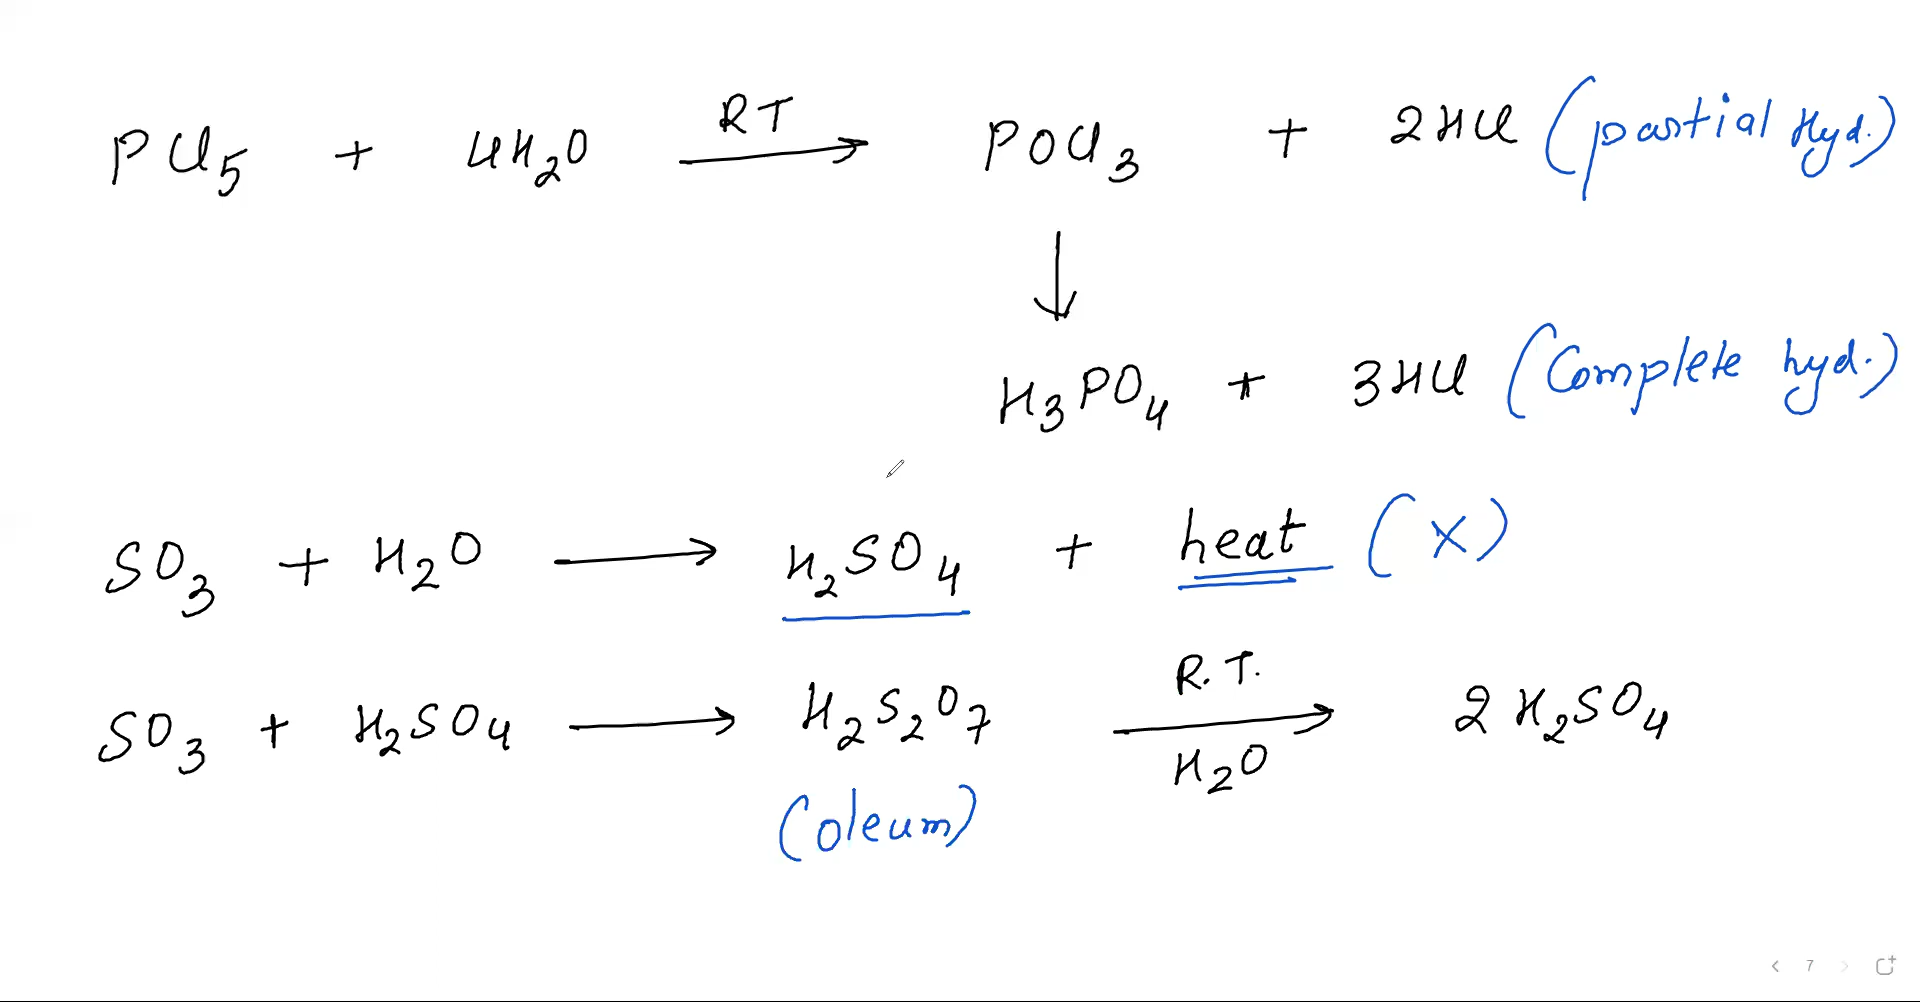 RT
PCl₅ + 4H₂O → POCl₃ + 2HCl (partial Hyd.)
↓
H₃PO₄ + 3HCl (Complete hyd.)
SO₃ + H₂O → H₂SO₄ + heat (X)
R.T.
SO₃ + H₂SO₄ → H₂S₂O₇ → 2H₂SO₄
H₂O
(oleum)
7